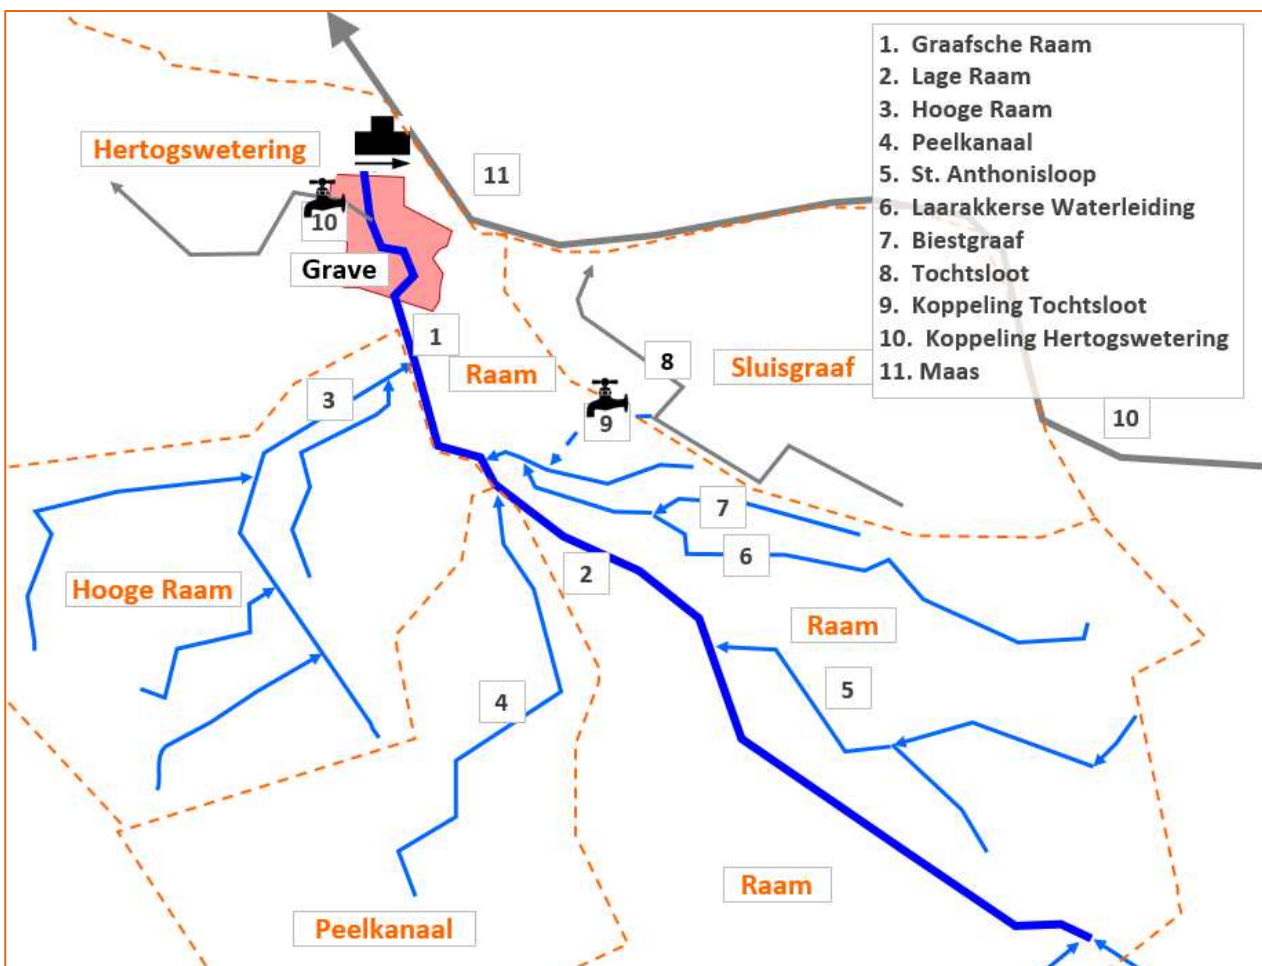 1. Graafsche Raam
2. Lage Raam
3. Hooge Raam
4. Peelkanaal
5. St. Anthonisloop
6. Laarakkerse Waterleiding
7. Biestgraaf
8. Tochtsloot
9. Koppeling Tochtsloot
10. Koppeling Hertogswetering
11. Maas
Hertogswetering
11
10
Grave
1
Raam
8
Sluisgraaf
3
9
10
7
6
2
Hooge Raam
Raam
4
5
Raam
Peelkanaal